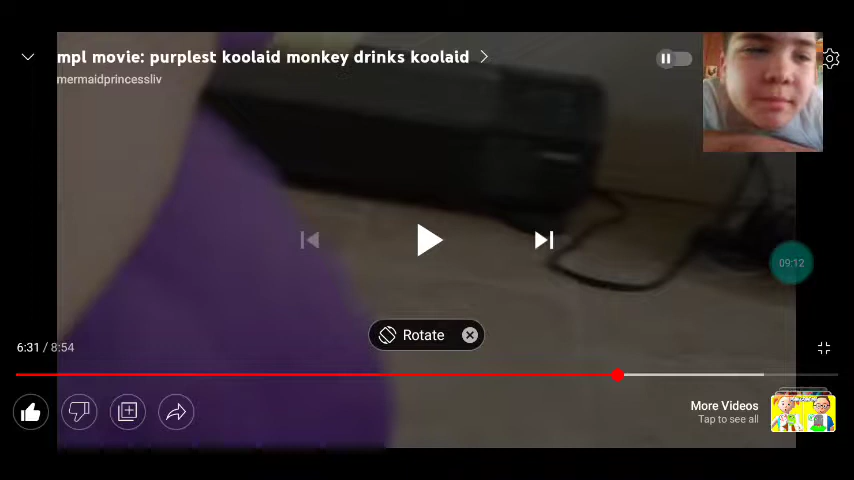 mpl movie: purplest koolaid monkey drinks koolaid
mermaidprincessliv
09:12
Rotate
6:31 / 8:54
More Videos
Tap to see all